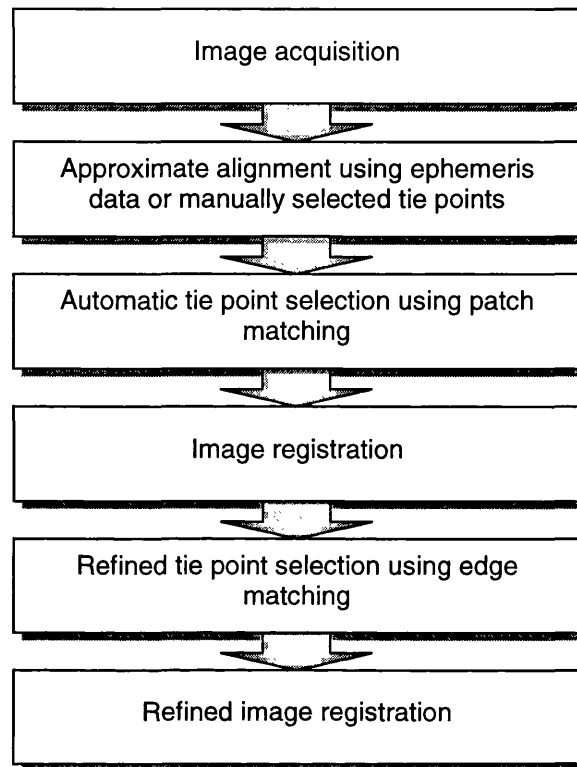 Image acquisition
Approximate alignment using ephemeris
data or manually selected tie points
Automatic tie point selection using patch
matching
Image registration
Refined tie point selection using edge
matching
Refined image registration